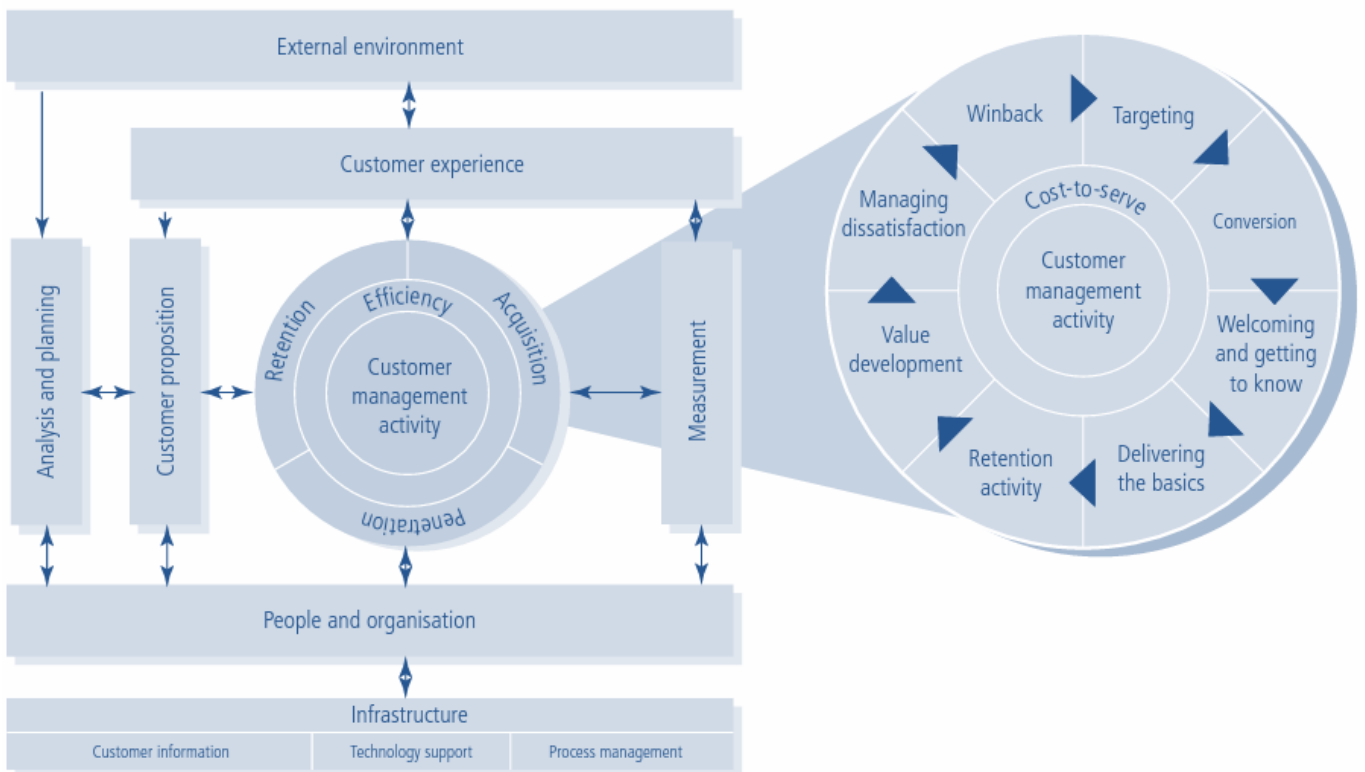 External environment
Customer experience
Analysis and planning
Customer proposition
Retention
Efficiency
Acquisition
Customer
management
activity
Penetration
Measurement
People and organisation
Infrastructure
Customer information
Technology support
Process management
Winback
Targeting
Managing
dissatisfaction
Cost-to-serve
Conversion
Customer
management
activity
Value
development
Welcoming
and getting
to know
Retention
activity
Delivering
the basics